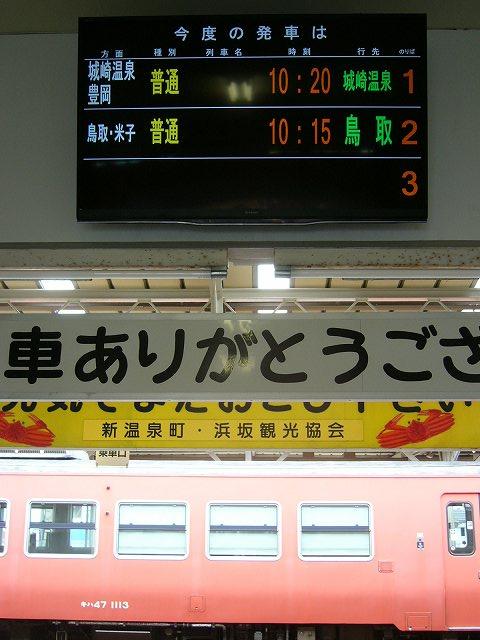 今度の発車は
方面 種別 列車名 時刻 行先 のりば
城崎温泉
豊岡 普通 10:20 城崎温泉 1
鳥取・米子 普通 10:15 鳥取 2
3
車ありがとうござ
新温泉町・浜坂観光協会
乗車口
キハ47 1113